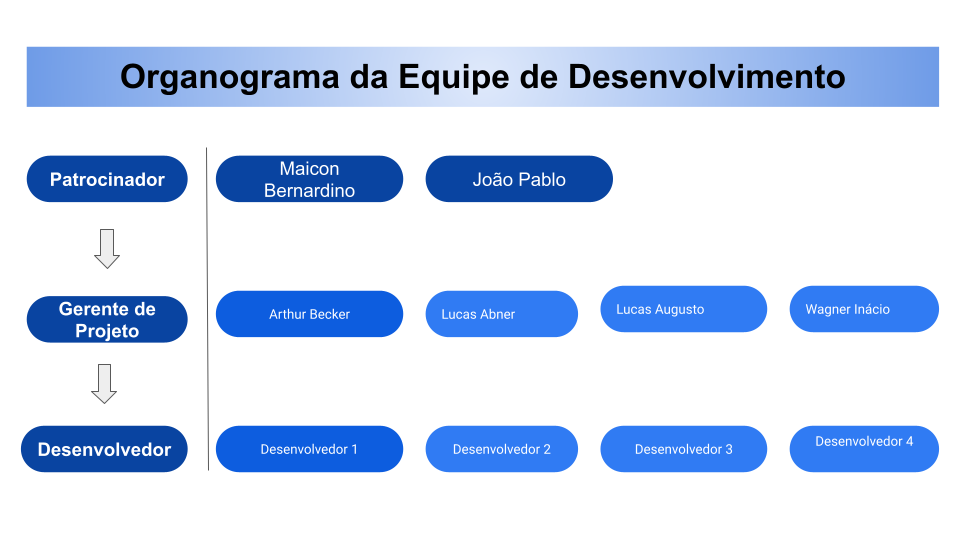 Organograma da Equipe de Desenvolvimento
Patrocinador
Maicon
Bernardino
João Pablo
Gerente de
Projeto
Arthur Becker
Lucas Abner
Lucas Augusto
Wagner Inácio
Desenvolvedor
Desenvolvedor 1
Desenvolvedor 2
Desenvolvedor 3
Desenvolvedor 4